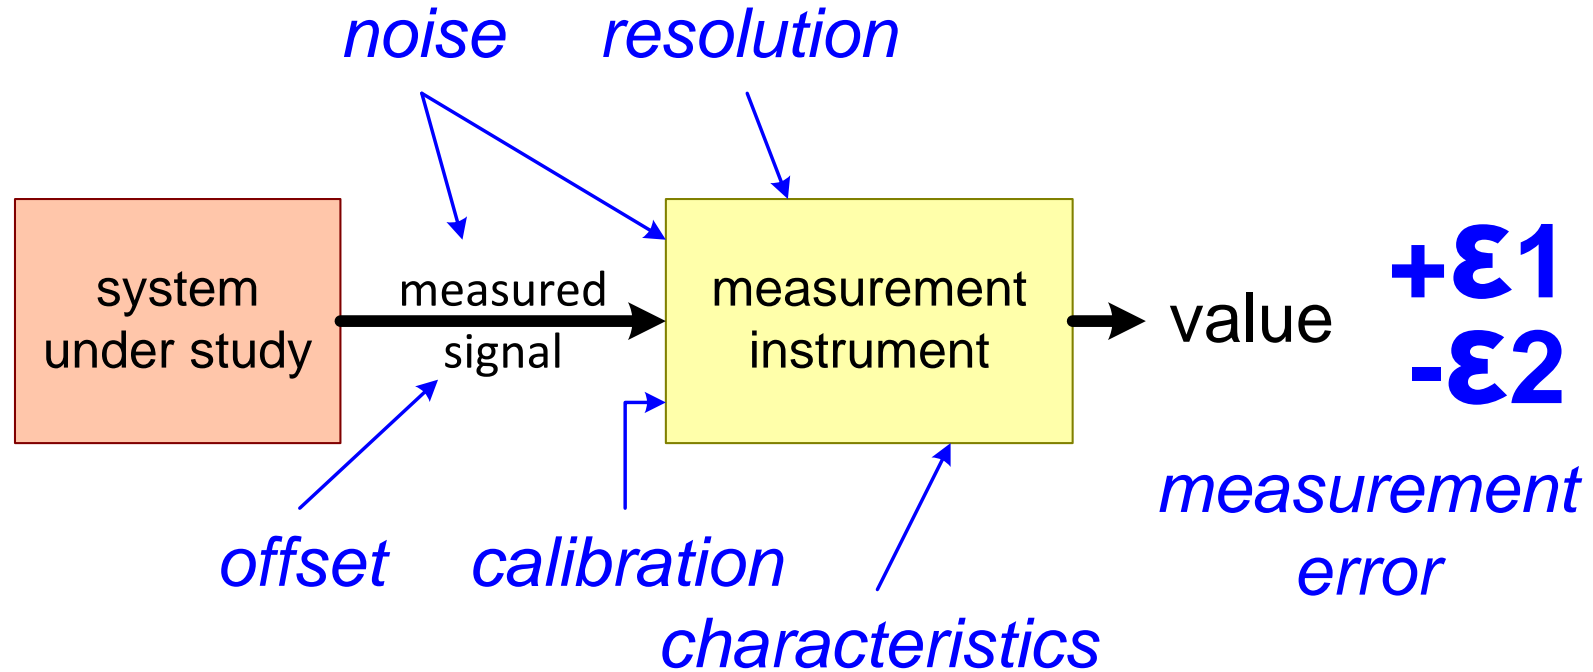 noise
resolution
system
under study
measured
signal
measurement
instrument
value
+ε1
-ε2
measurement
error
offset
calibration
characteristics